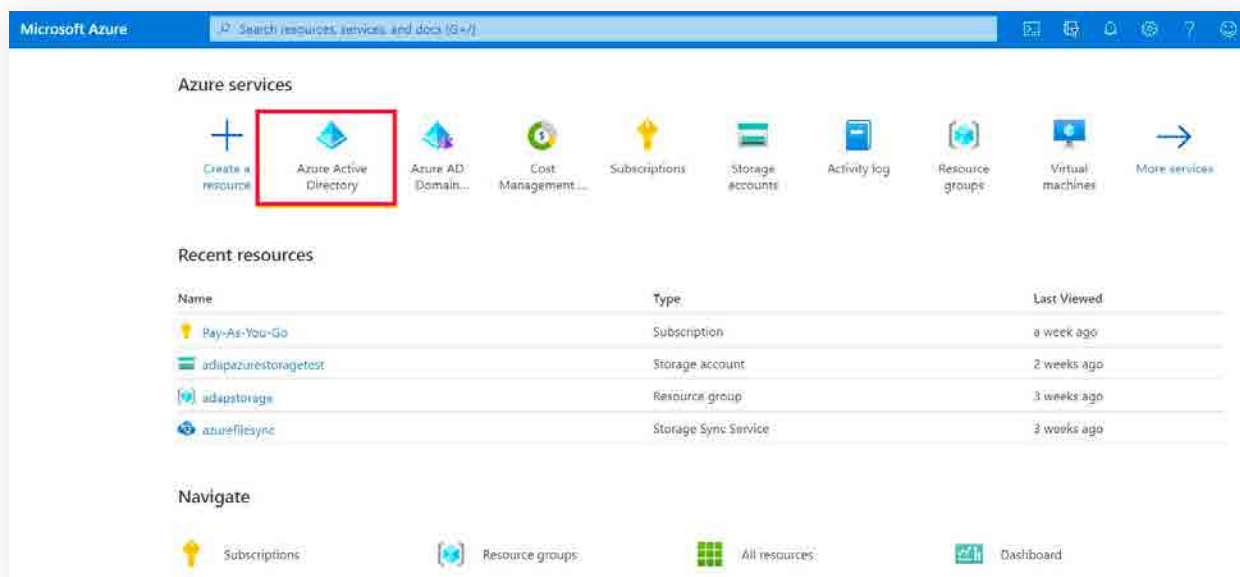 Microsoft Azure
Search resources, services, and docs (G+/)
Azure services
Create a resource
Azure Active Directory
Azure AD Domain...
Cost Management ...
Subscriptions
Storage accounts
Activity log
Resource groups
Virtual machines
More services
Recent resources
Name Type Last Viewed
Pay-As-You-Go Subscription a week ago
adapazurestoragetest Storage account 2 weeks ago
adapstorage Resource group 3 weeks ago
azurefilesync Storage Sync Service 3 weeks ago
Navigate
Subscriptions Resource groups All resources Dashboard